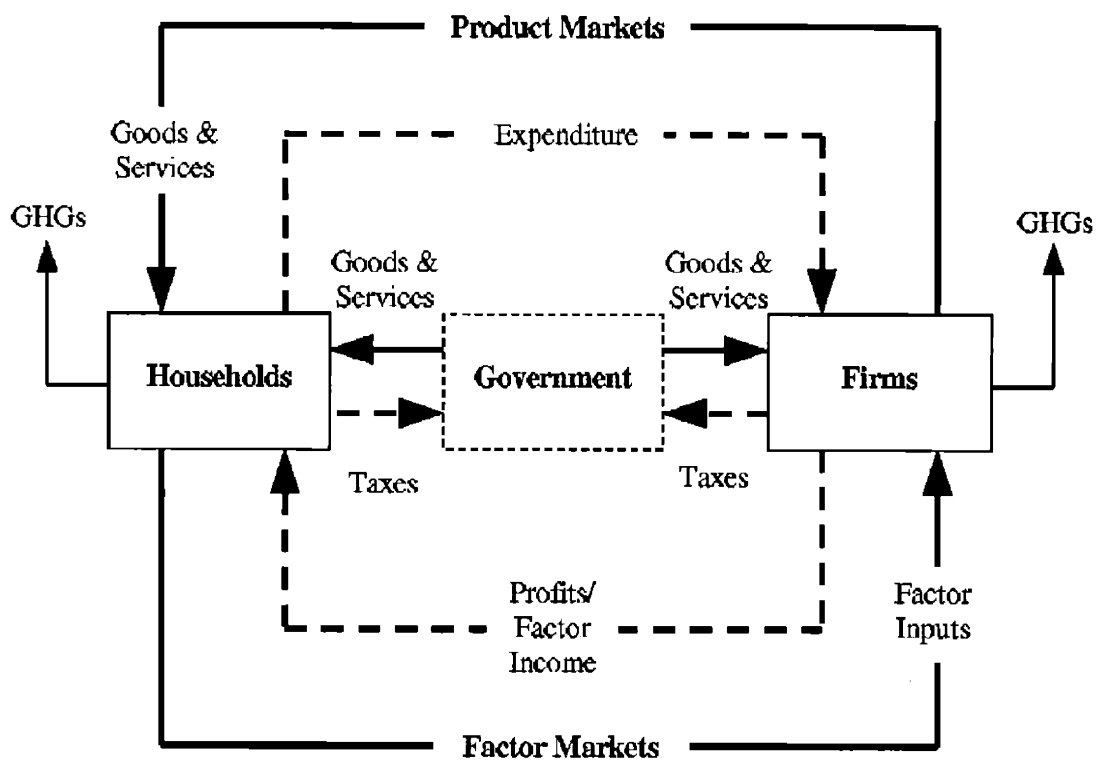 Product Markets
Goods &
Services
Expenditure
GHGs
GHGs
Goods &
Services
Goods &
Services
Households
Government
Firms
Taxes
Taxes
Profits/
Factor
Income
Factor
Inputs
Factor Markets